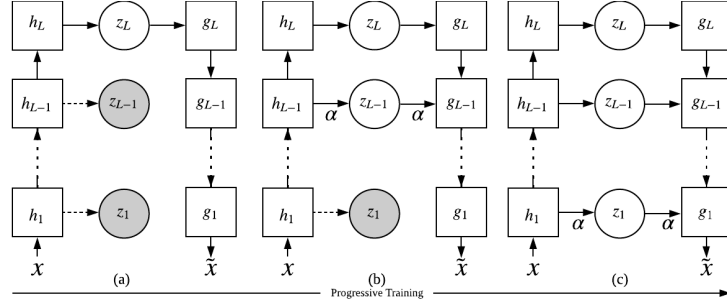 h_L z_L g_L h_L z_L g_L h_L z_L g_L
h_{L−1} z_{L−1} g_{L−1} h_{L−1} α z_{L−1} α g_{L−1} h_{L−1} z_{L−1} g_{L−1}
h_1 z_1 g_1 h_1 z_1 g_1 h_1 α z_1 α g_1
x (a) x̃ x (b) x̃ x (c) x̃
Progressive Training